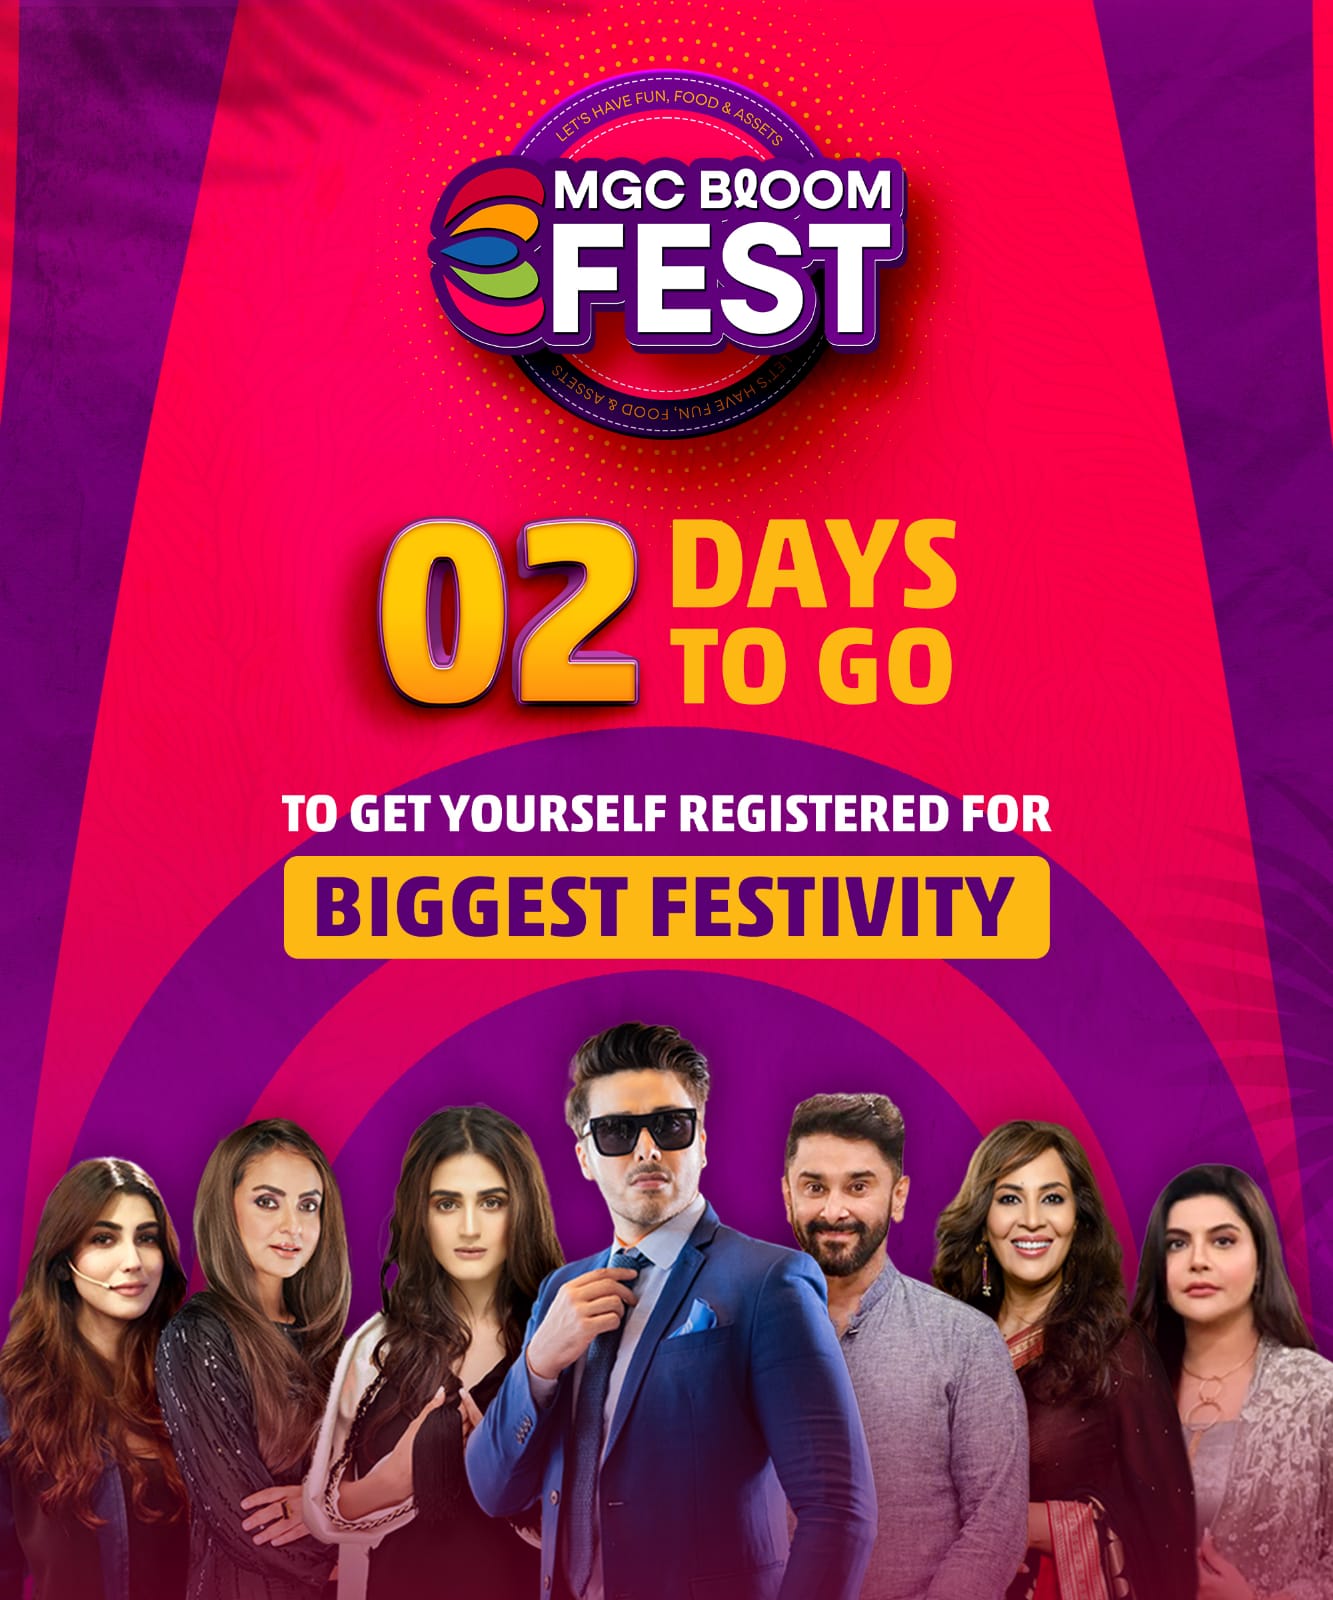 LET'S HAVE FUN, FOOD & ASSETS
MGC BLOOM
FEST
LET'S HAVE FUN, FOOD & ASSETS
02 DAYS
TO GO
TO GET YOURSELF REGISTERED FOR
BIGGEST FESTIVITY